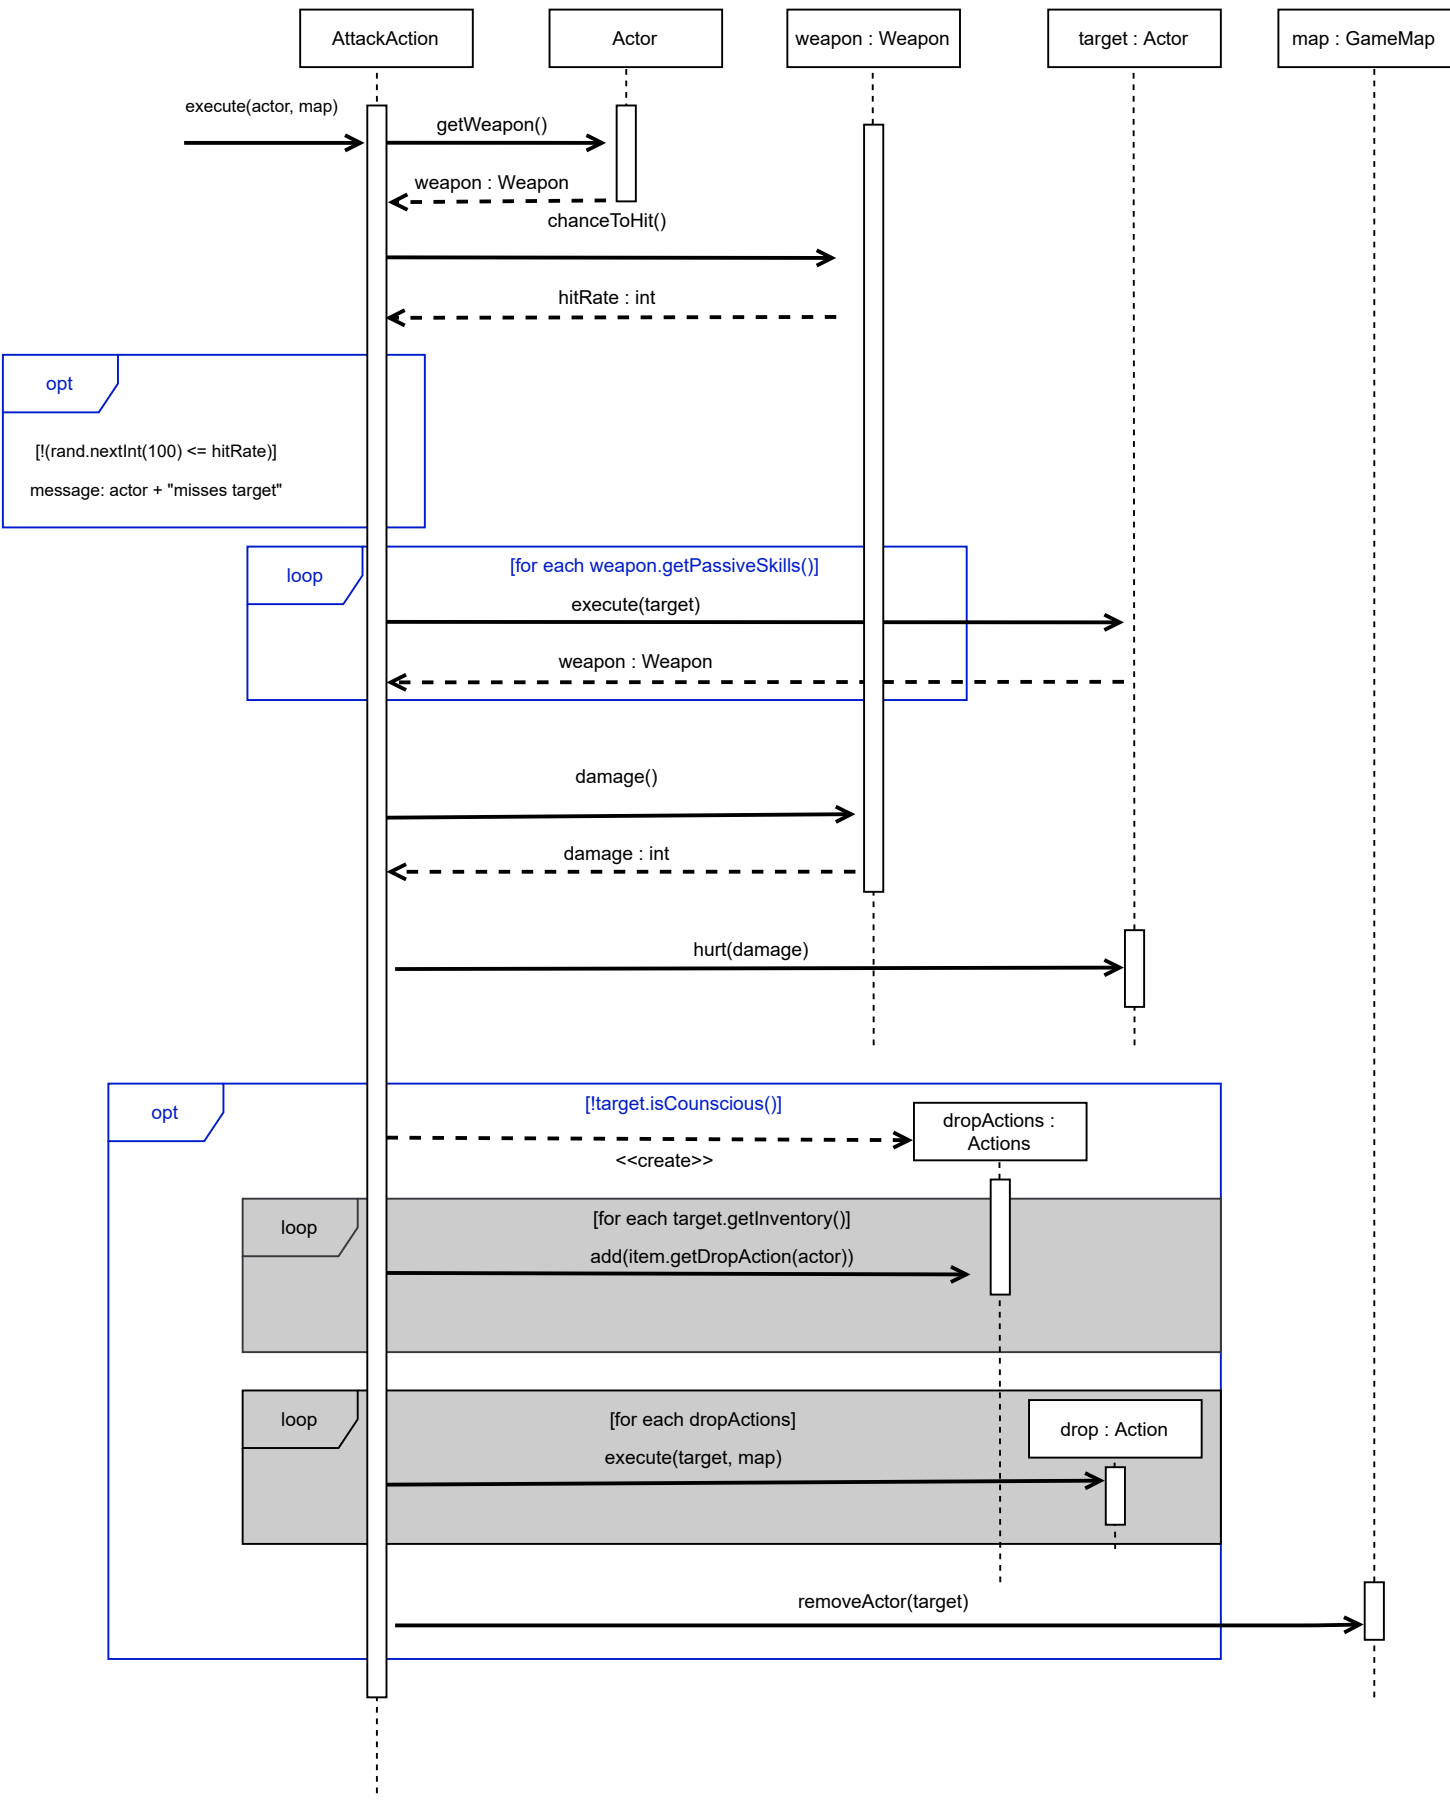 AttackAction
Actor
weapon : Weapon
target : Actor
map : GameMap
execute(actor, map)
getWeapon()
weapon : Weapon
chanceToHit()
hitRate : int
opt
[!(rand.nextInt(100) <= hitRate)]
message: actor + "misses target"
loop
[for each weapon.getPassiveSkills()]
execute(target)
weapon : Weapon
damage()
damage : int
hurt(damage)
opt
[!target.isCounscious()]
dropActions :
Actions
<<create>>
loop
[for each target.getInventory()]
add(item.getDropAction(actor))
loop
[for each dropActions]
drop : Action
execute(target, map)
removeActor(target)